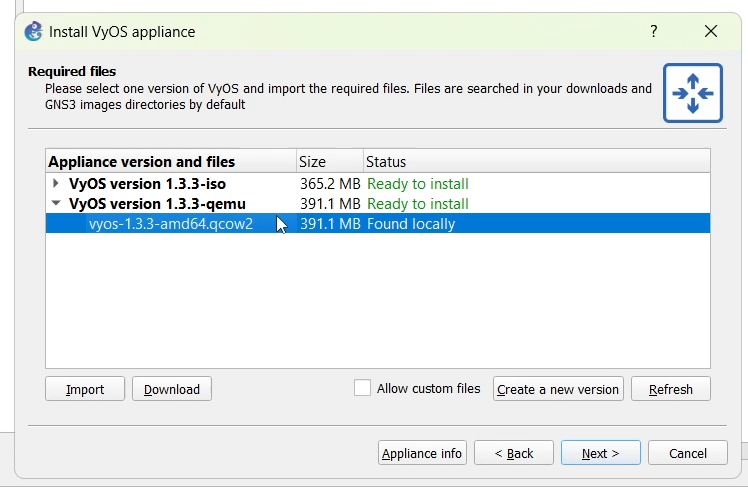 Install VyOS appliance ?
Required files
Please select one version of VyOS and import the required files. Files are searched in your downloads and
GNS3 images directories by default
Appliance version and files Size Status
VyOS version 1.3.3-iso 365.2 MB Ready to install
VyOS version 1.3.3-qemu 391.1 MB Ready to install
vyos-1.3.3-amd64.qcow2 391.1 MB Found locally
Import Download Allow custom files Create a new version Refresh
Appliance info < Back Next > Cancel